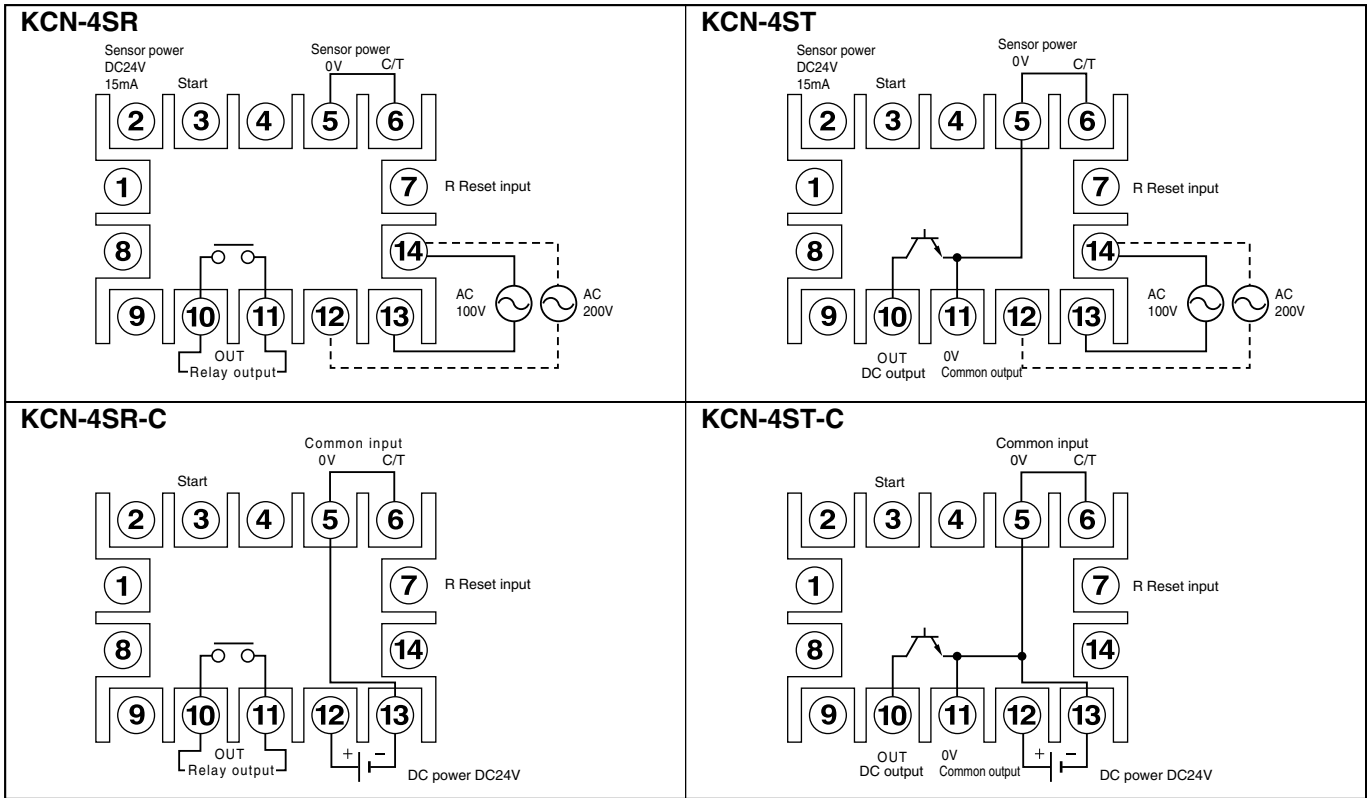 KCN-4SR
Sensor power
DC24V
15mA
Start
Sensor power
0V
C/T
2
3
4
5
6
1
7
R Reset input
8
14
AC
100V
AC
200V
9
10
11
12
13
OUT
Relay output
KCN-4ST
Sensor power
DC24V
15mA
Start
Sensor power
0V
C/T
2
3
4
5
6
1
7
R Reset input
8
14
AC
100V
AC
200V
9
10
11
12
13
OUT
DC output
0V
Common output
KCN-4SR-C
Common input
0V
C/T
Start
2
3
4
5
6
1
7
R Reset input
8
14
9
10
11
12
13
OUT
Relay output
+
−
DC power DC24V
KCN-4ST-C
Common input
0V
C/T
Start
2
3
4
5
6
1
7
R Reset input
8
14
9
10
11
12
13
OUT
DC output
0V
Common output
+
−
DC power DC24V